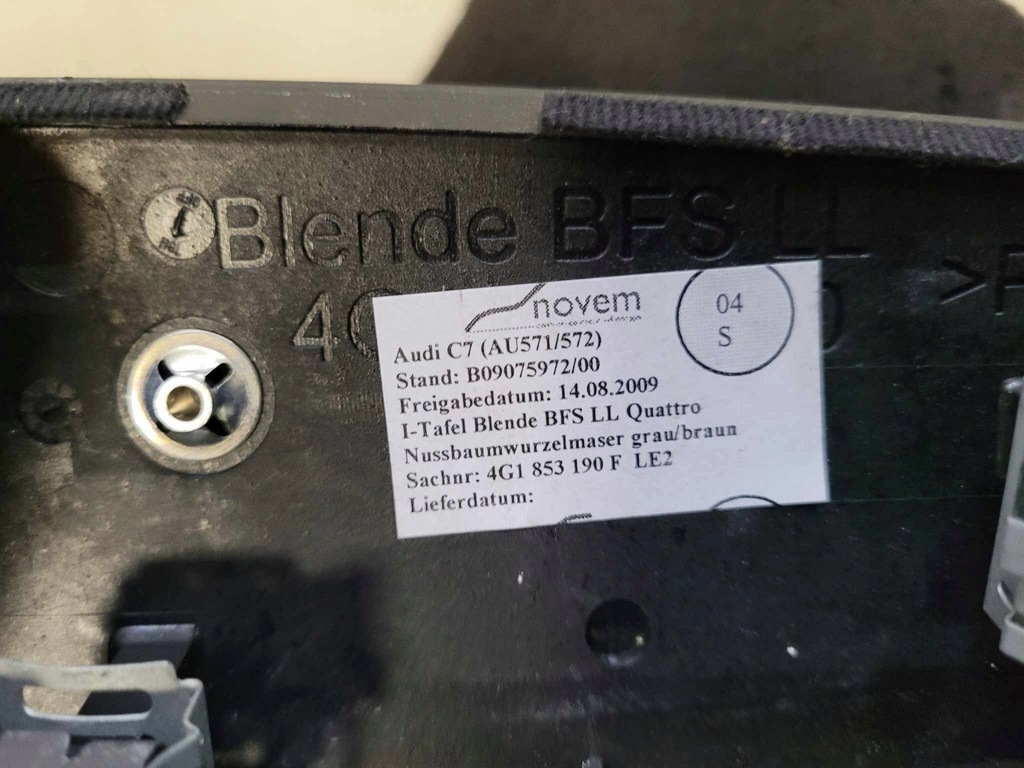 Blende BFS LL
4
>P
novem
04
S
Audi C7 (AU571/572)
Stand: B09075972/00
Freigabedatum: 14.08.2009
I-Tafel Blende BFS LL Quattro
Nussbaumwurzelmaser grau/braun
Sachnr: 4G1 853 190 F LE2
Lieferdatum: